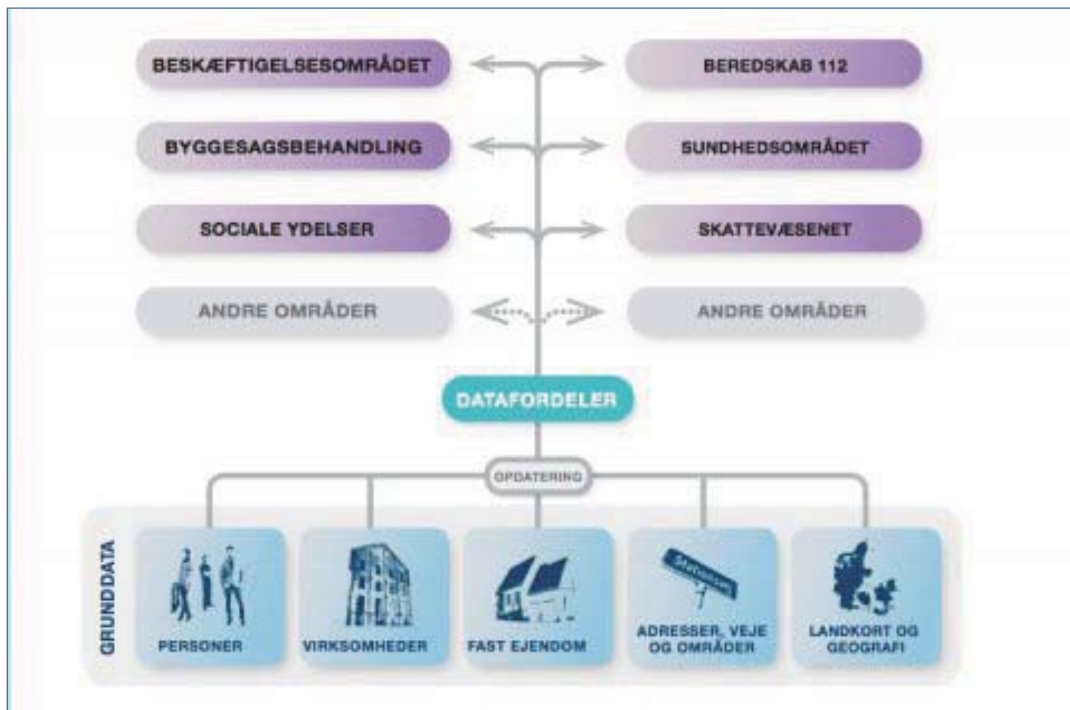 BESKÆFTIGELSESOMRÅDET
BEREDSKAB 112
BYGGESAGSBEHANDLING
SUNDHEDSOMRÅDET
SOCIALE YDELSER
SKATTEVÆSENET
ANDRE OMRÅDER
ANDRE OMRÅDER
DATAFORDELER
OPDATERING
GRUNDDATA
PERSONER
VIRKSOMHEDER
FAST EJENDOM
ADRESSER, VEJE
OG OMRÅDER
LANDKORT OG
GEOGRAFI